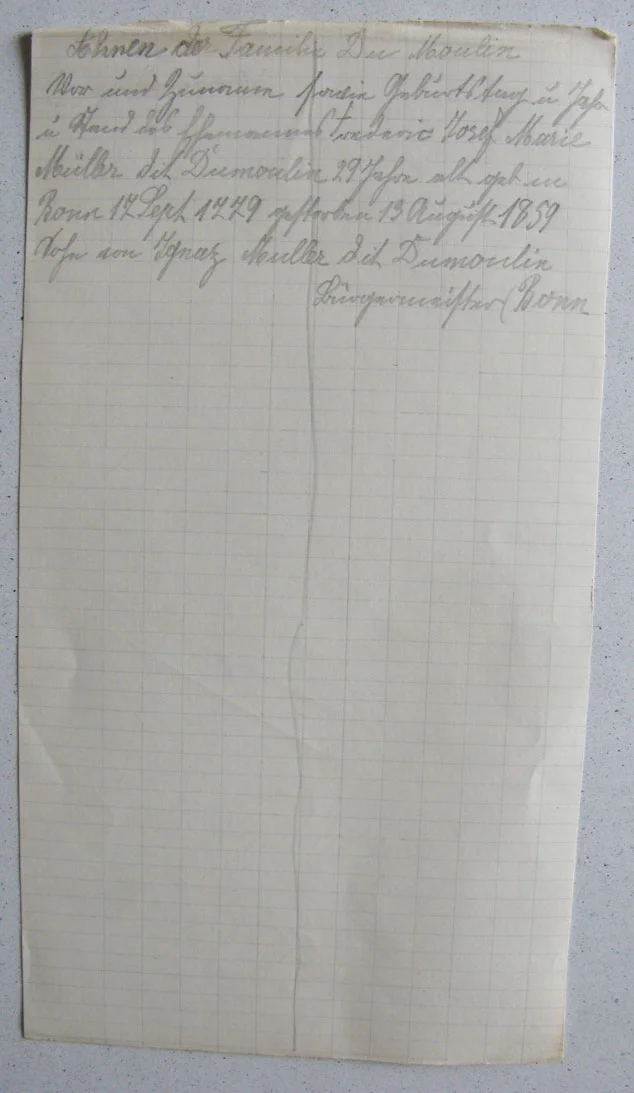 Ahnen der Familie Du Moulin
Vor und Zuname sowie Geburtstag u Jahr
u Stand des Ehemannes Frederic Josef Marie
Müller dit Dumoulin 29 Jahre alt geb in
Bonn 17 Sept 1779 gestorben 13 August 1859
Sohn von Ignaz Muller dit Dumoulin
Bürgermeister (Bonn